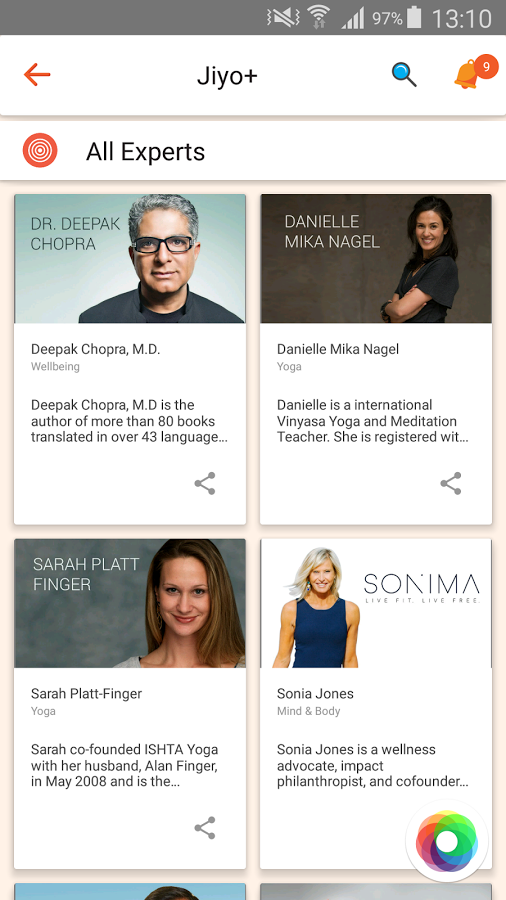 97% 13:10
Jiyo+
9
All Experts
DR. DEEPAK
CHOPRA
Deepak Chopra, M.D.
Wellbeing
Deepak Chopra, M.D is the
author of more than 80 books
translated in over 43 language...
DANIELLE
MIKA NAGEL
Danielle Mika Nagel
Yoga
Danielle is a international
Vinyasa Yoga and Meditation
Teacher. She is registered wit...
SARAH PLATT
FINGER
Sarah Platt-Finger
Yoga
Sarah co-founded ISHTA Yoga
with her husband, Alan Finger,
in May 2008 and is the...
SONIMA
LIVE FIT. LIVE FREE.
Sonia Jones
Mind & Body
Sonia Jones is a wellness
advocate, impact
philanthropist, and cofounder...